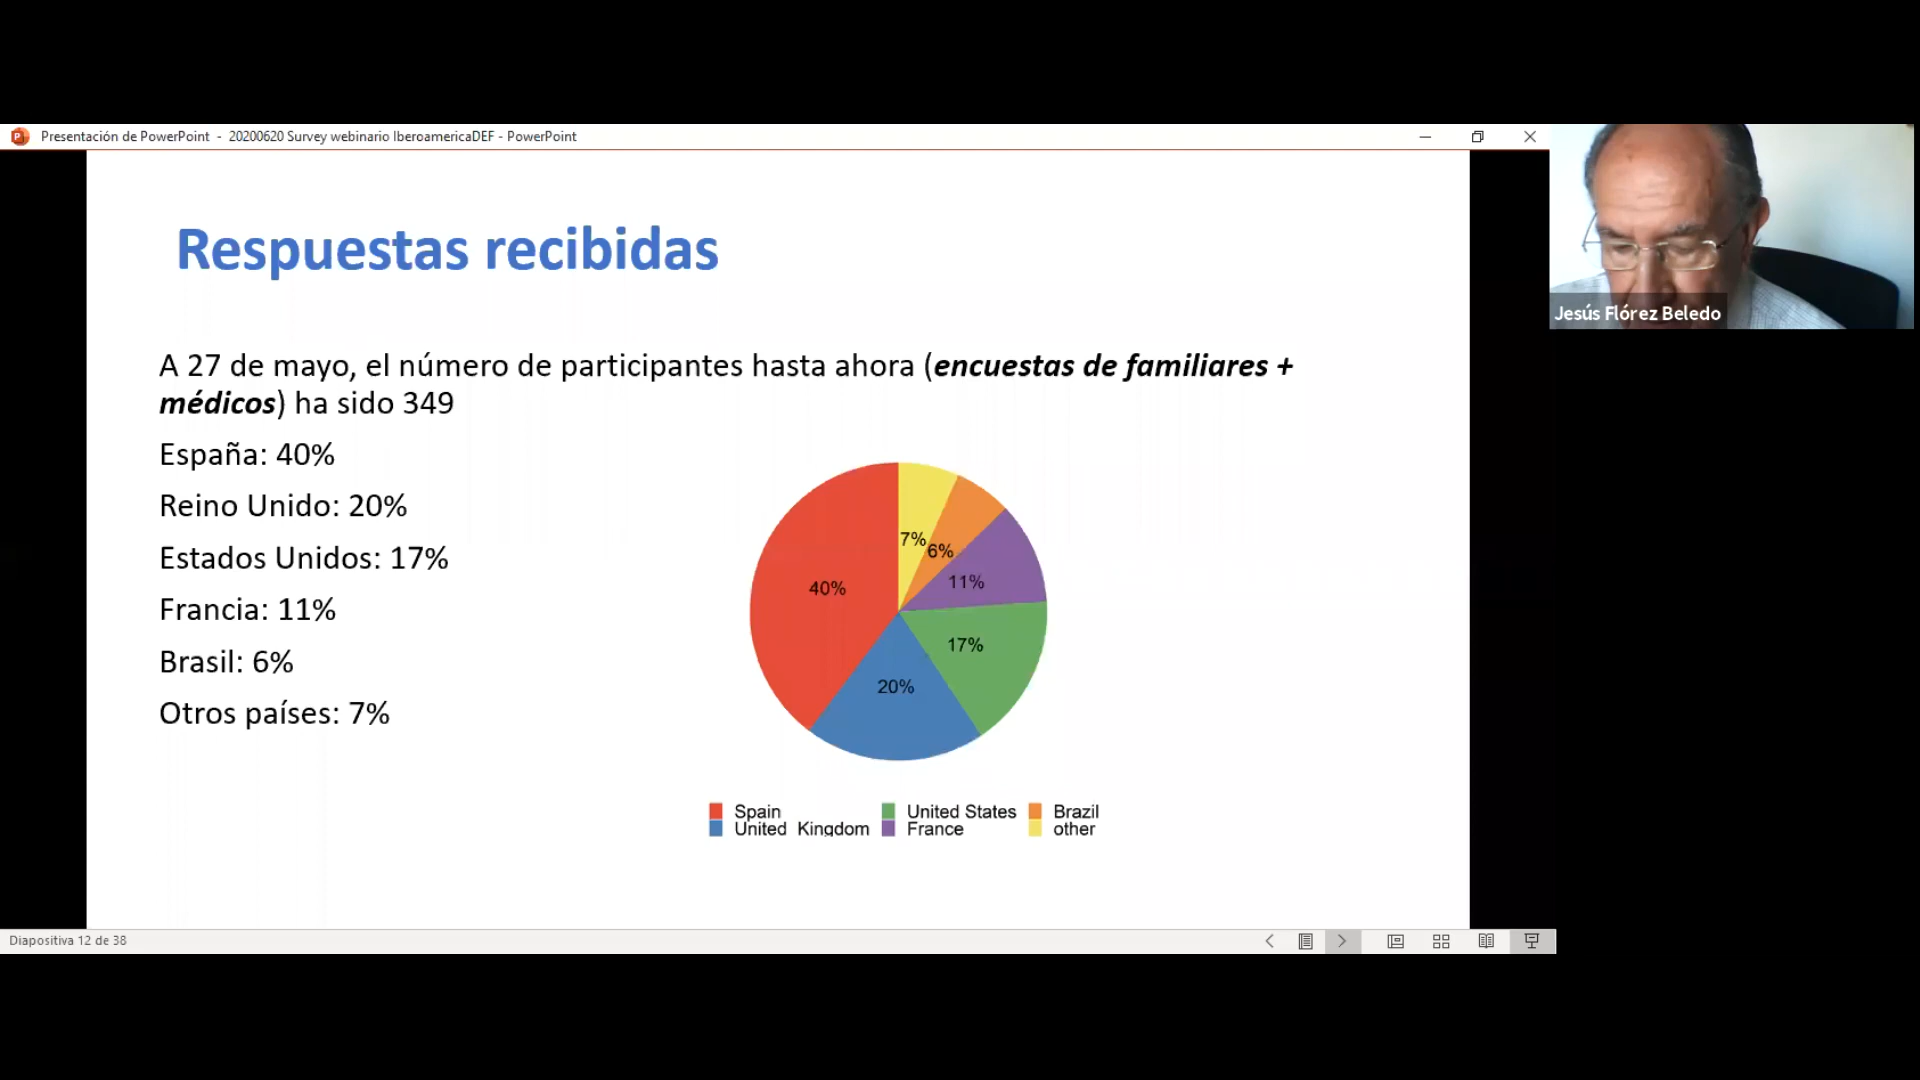 Presentación de PowerPoint - 20200620 Survey webinario IberoamericaDEF - PowerPoint
Jesús Flórez Beledo
Respuestas recibidas
A 27 de mayo, el número de participantes hasta ahora (encuestas de familiares +
médicos) ha sido 349
España: 40%
Reino Unido: 20%
Estados Unidos: 17%
Francia: 11%
Brasil: 6%
Otros países: 7%
7%
6%
11%
40%
17%
20%
Spain United States Brazil
United Kingdom France other
Diapositiva 12 de 38